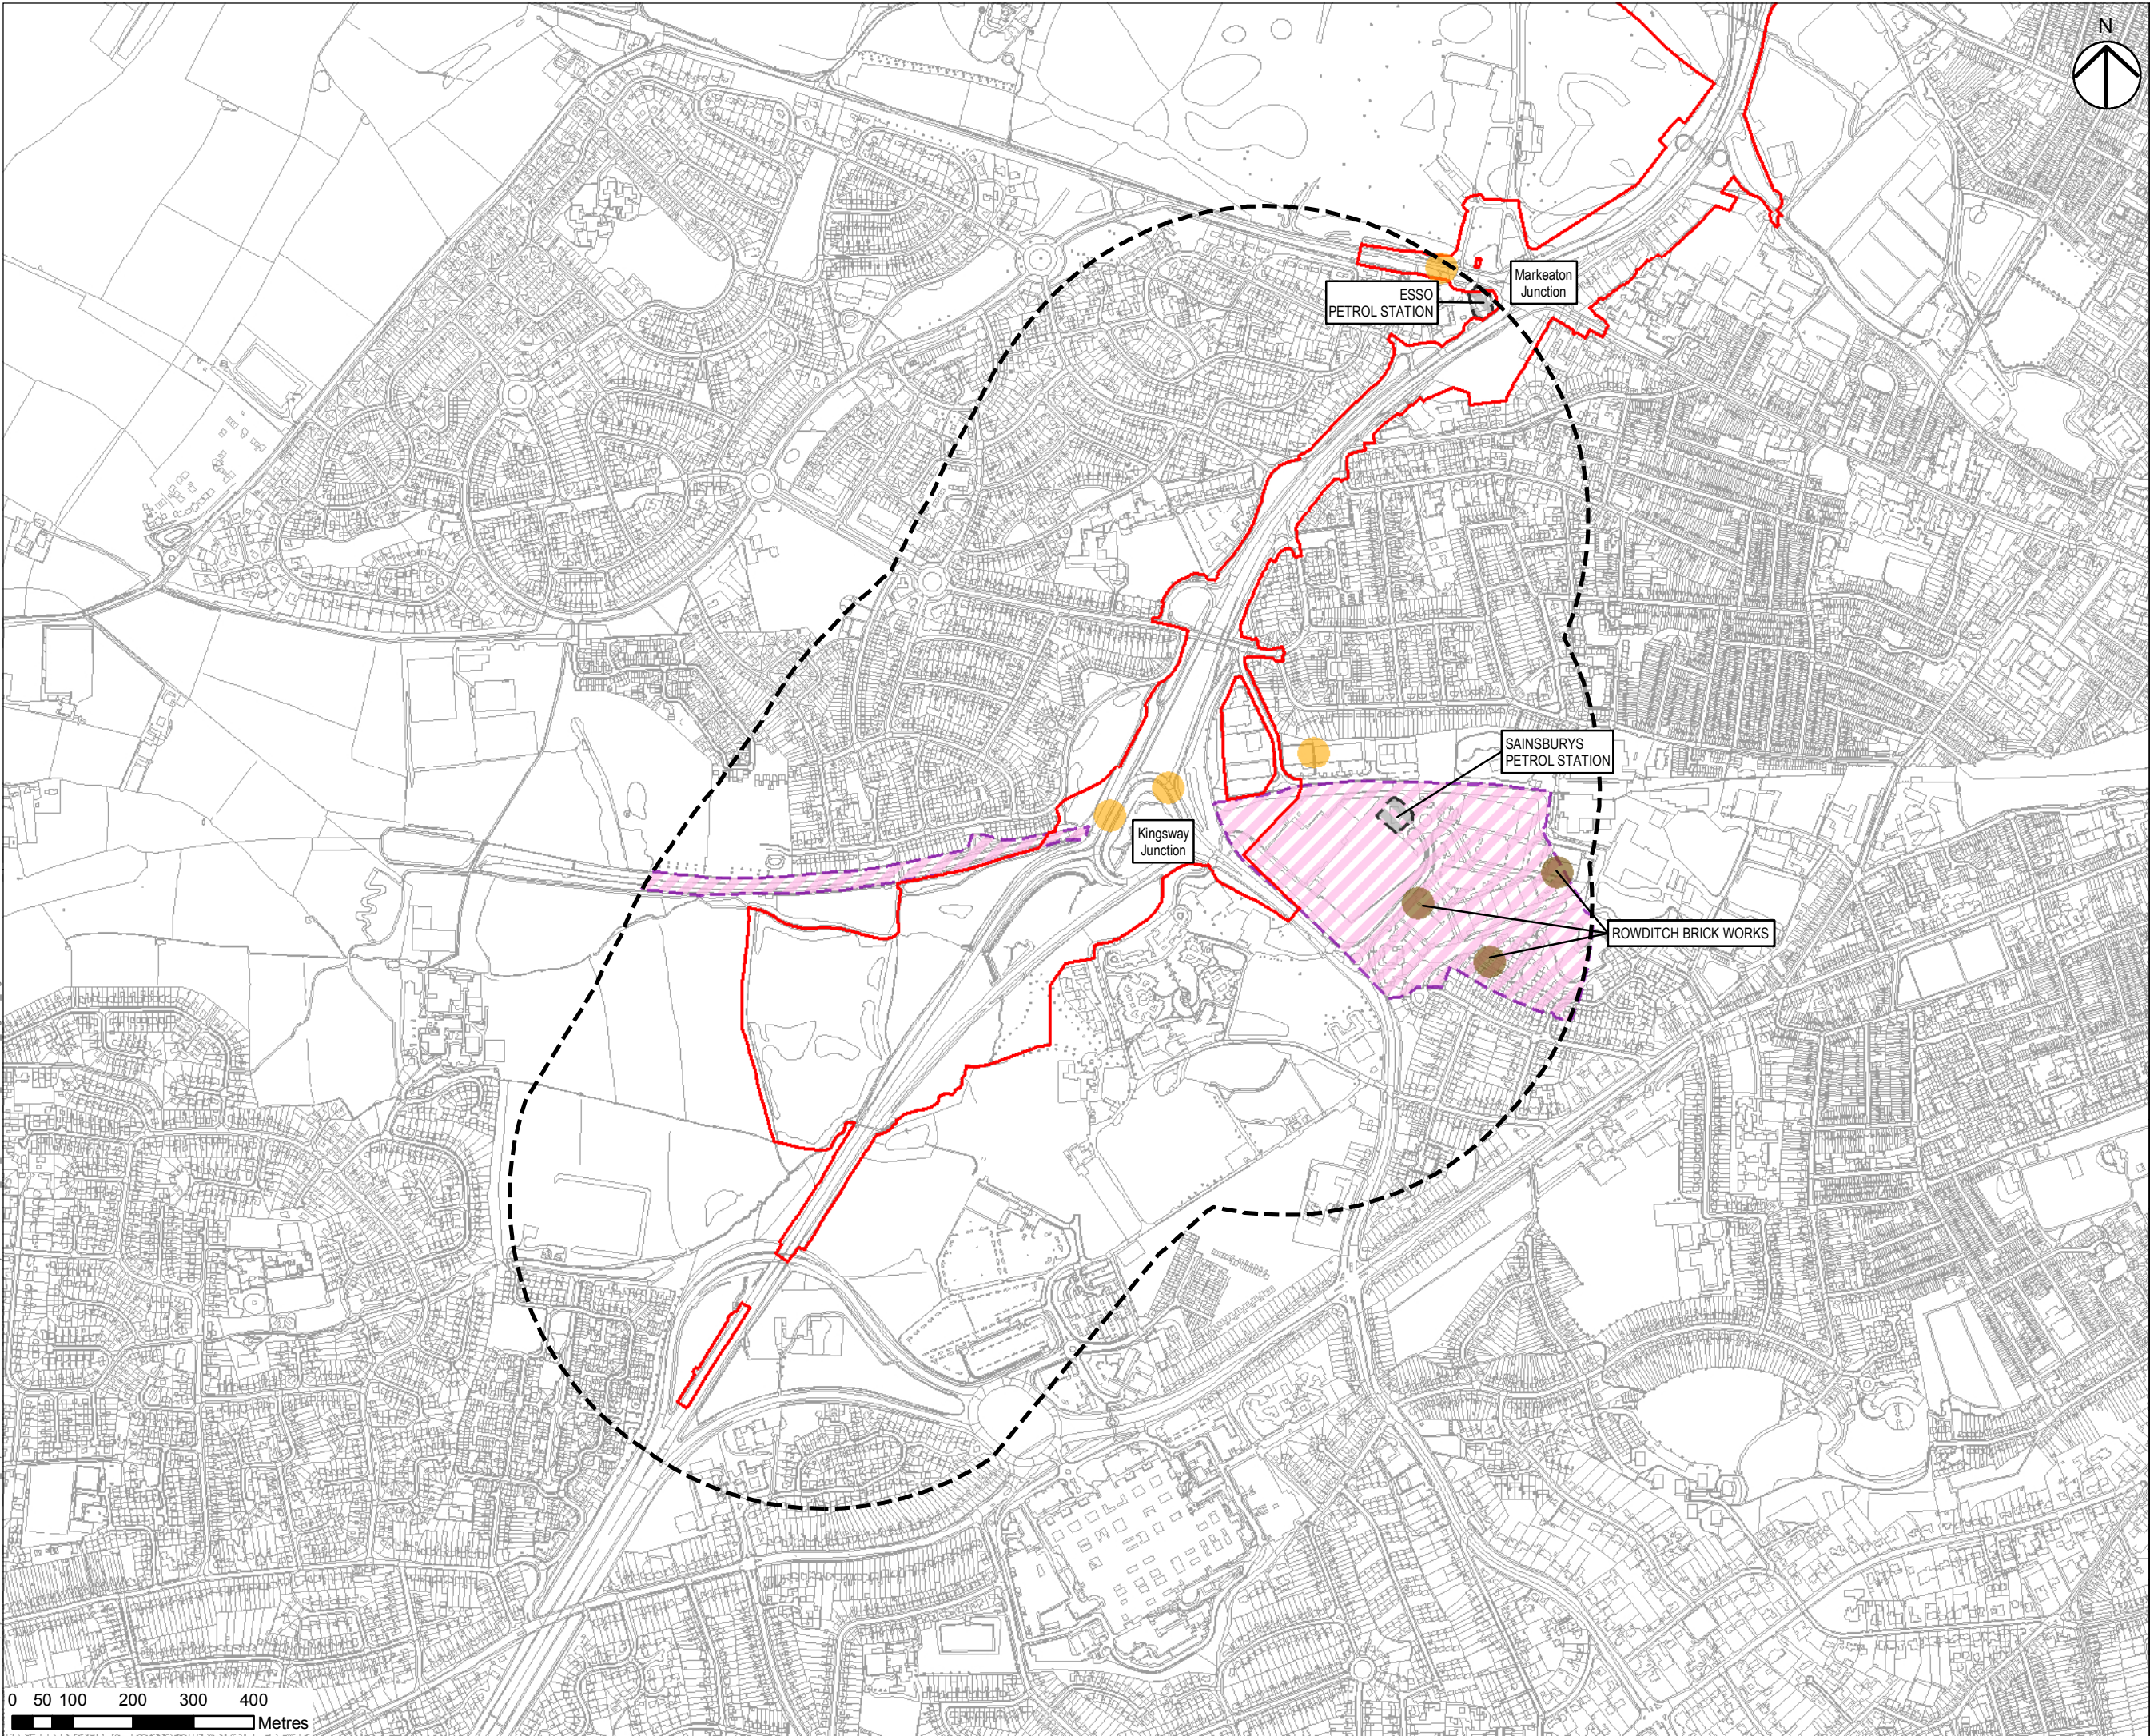 N
Markeaton
Junction
ESSO
PETROL STATION
SAINSBURYS
PETROL STATION
Kingsway
Junction
ROWDITCH BRICK WORKS
0 50 100 200 300 400
Metres